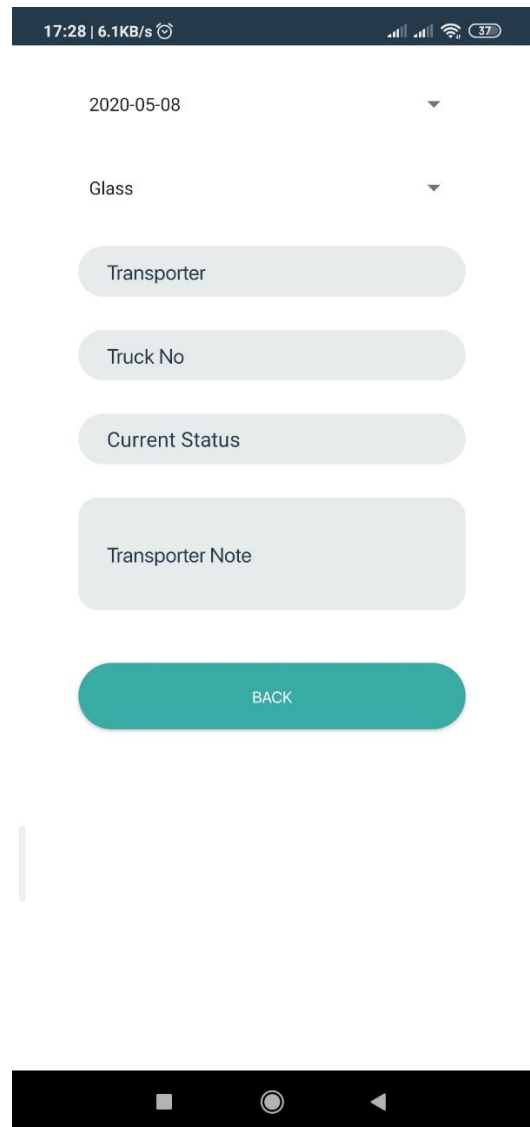 17:28 | 6.1KB/s
37
2020-05-08
Glass
Transporter
Truck No
Current Status
Transporter Note
BACK